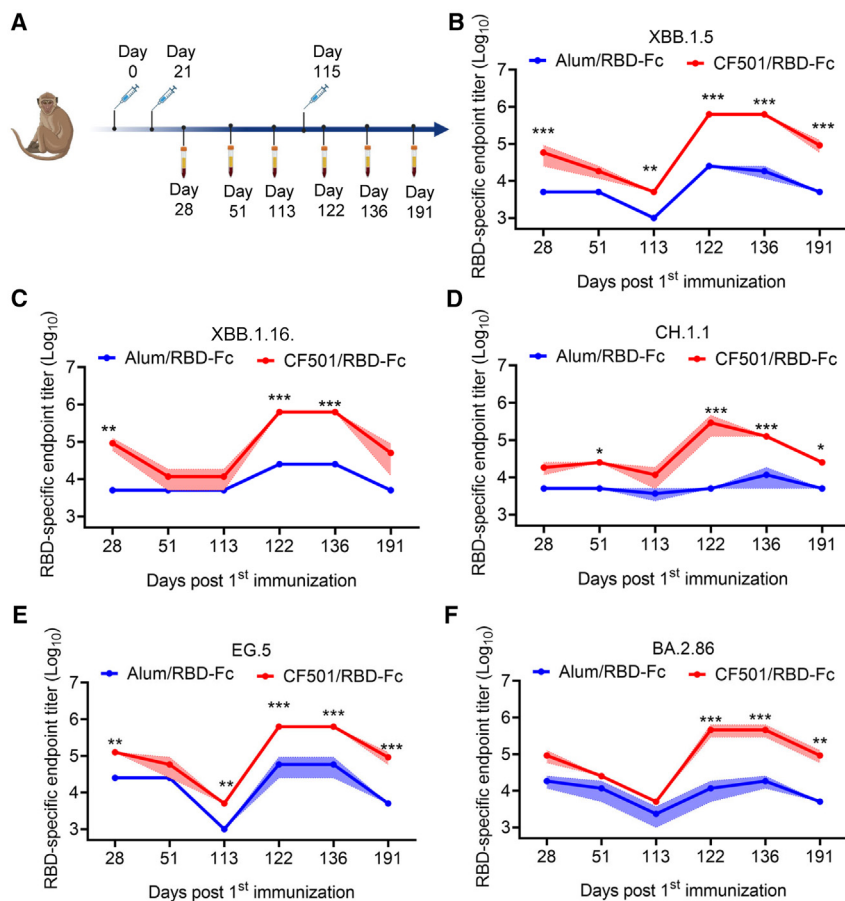 A
Day
0
Day
21
Day
115
Day
28
Day
51
Day
113
Day
122
Day
136
Day
191
B
XBB.1.5
Alum/RBD-Fc CF501/RBD-Fc
RBD-specific endpoint titer (Log10)
7
6
5
4
3
*** ** *** *** ***
28 51 113 122 136 191
Days post 1st immunization
C
XBB.1.16.
Alum/RBD-Fc CF501/RBD-Fc
RBD-specific endpoint titer (Log10)
7
6
5
4
3
** *** ***
28 51 113 122 136 191
Days post 1st immunization
D
CH.1.1
Alum/RBD-Fc CF501/RBD-Fc
RBD-specific endpoint titer (Log10)
7
6
5
4
3
* *** *** *
28 51 113 122 136 191
Days post 1st immunization
E
EG.5
Alum/RBD-Fc CF501/RBD-Fc
RBD-specific endpoint titer (Log10)
7
6
5
4
3
** ** *** *** ***
28 51 113 122 136 191
Days post 1st immunization
F
BA.2.86
Alum/RBD-Fc CF501/RBD-Fc
RBD-specific endpoint titer (Log10)
7
6
5
4
3
*** *** **
28 51 113 122 136 191
Days post 1st immunization